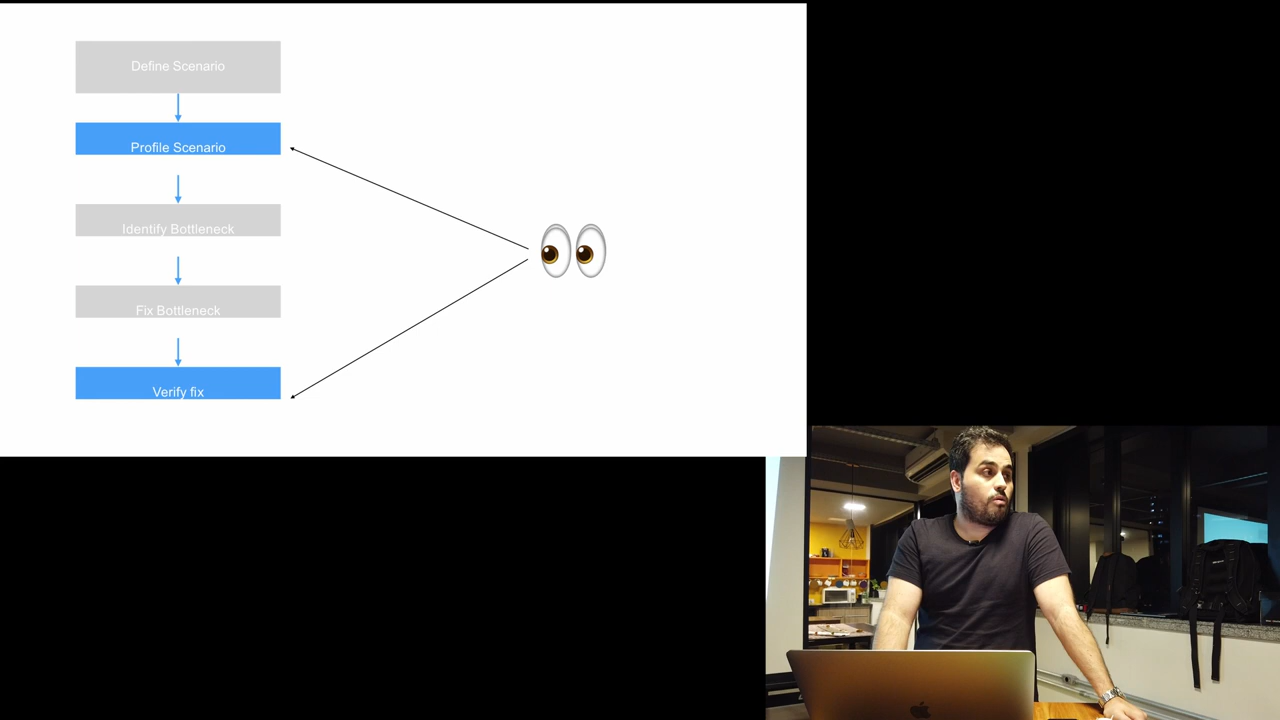 Define Scenario
Profile Scenario
Identify Bottleneck
Fix Bottleneck
Verify fix